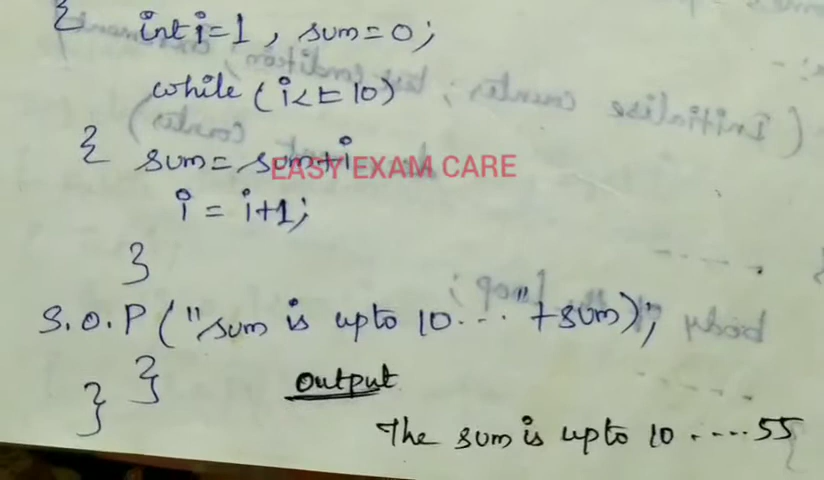 { int i=1, sum=0;
while (i<=10)
{ sum=sum+i
EASY EXAM CARE
i = i+1;
}
S.O.P ("sum is upto 10..." +sum);
}
}
Output
The sum is upto 10 .....55